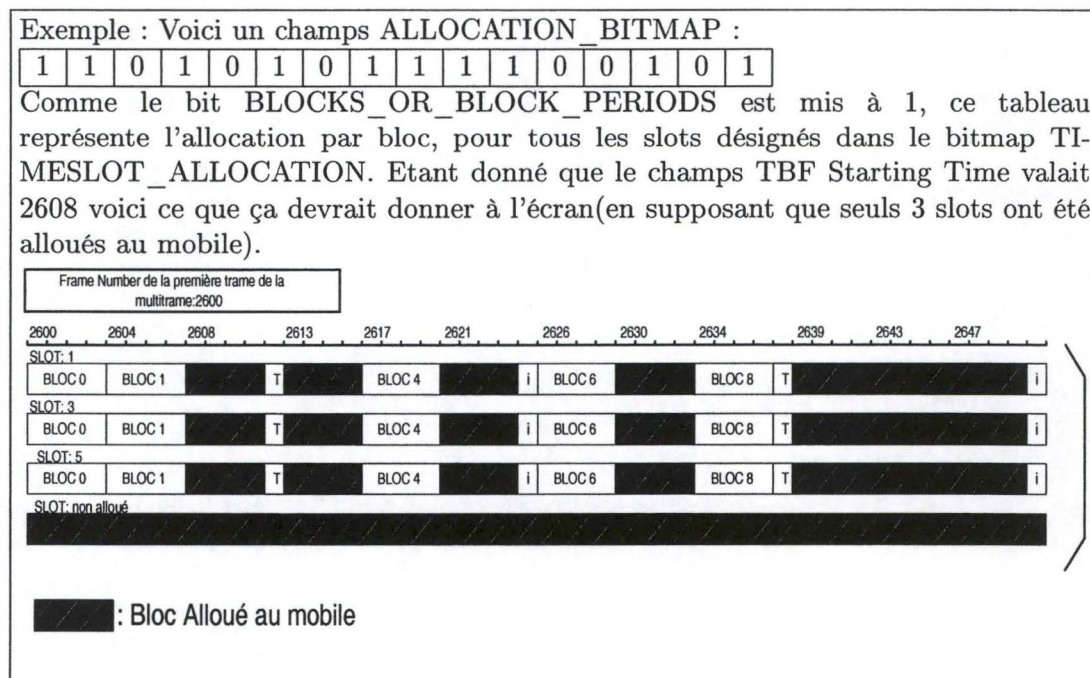 Exemple : Voici un champs ALLOCATION_BITMAP :
1 1 0 1 0 1 0 1 1 1 1 0 0 1 0 1
Comme le bit BLOCKS_OR_BLOCK_PERIODS est mis à 1, ce tableau
représente l'allocation par bloc, pour tous les slots désignés dans le bitmap TI-
MESLOT_ALLOCATION. Etant donné que le champs TBF Starting Time valait
2608 voici ce que ça devrait donner à l'écran(en supposant que seuls 3 slots ont été
alloués au mobile).
Frame Number de la première trame de la
multitrame:2600
2600 2604 2608 2613 2617 2621 2626 2630 2634 2639 2643 2647
SLOT: 1
BLOC 0 BLOC 1 T BLOC 4 i BLOC 6 BLOC 8 T i
SLOT: 3
BLOC 0 BLOC 1 T BLOC 4 i BLOC 6 BLOC 8 T i
SLOT: 5
BLOC 0 BLOC 1 T BLOC 4 i BLOC 6 BLOC 8 T i
SLOT: non alloué
: Bloc Alloué au mobile